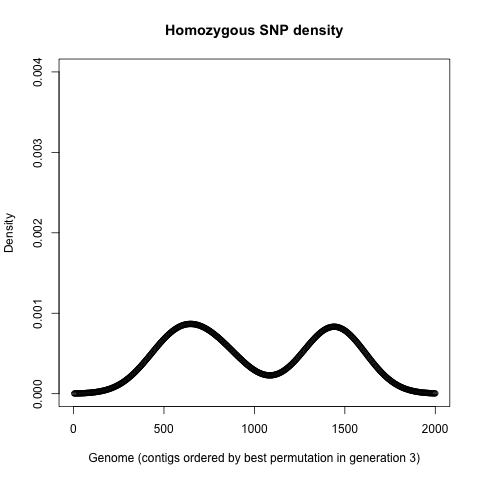 Homozygous SNP density
0.004
0.003
0.002
0.001
0.000
Density
0 500 1000 1500 2000
Genome (contigs ordered by best permutation in generation 3)